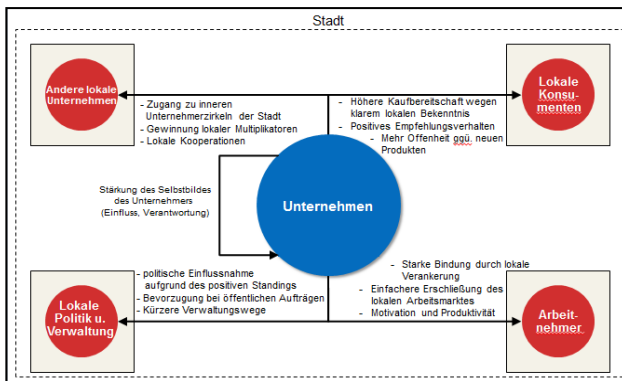 Stadt
Andere lokale
Unternehmen
- Zugang zu inneren
Unternehmerzirkeln der Stadt
- Gewinnung lokaler Multiplikatoren
- Lokale Kooperationen
- Höhere Kaufbereitschaft wegen
klarem lokalen Bekenntnis
- Positives Empfehlungsverhalten
- Mehr Offenheit ggü. neuen
Produkten
Lokale
Konsu-
menten
Stärkung des Selbstbildes
des Unternehmers
(Einfluss, Verantwortung)
Unternehmen
Lokale
Politik u.
Verwaltung
- politische Einflussnahme
aufgrund des positiven Standings
- Bevorzugung bei öffentlichen Aufträgen
- Kürzere Verwaltungswege
- Starke Bindung durch lokale
Verankerung
- Einfachere Erschließung des
lokalen Arbeitsmarktes
- Motivation und Produktivität
Arbeit-
nehmer